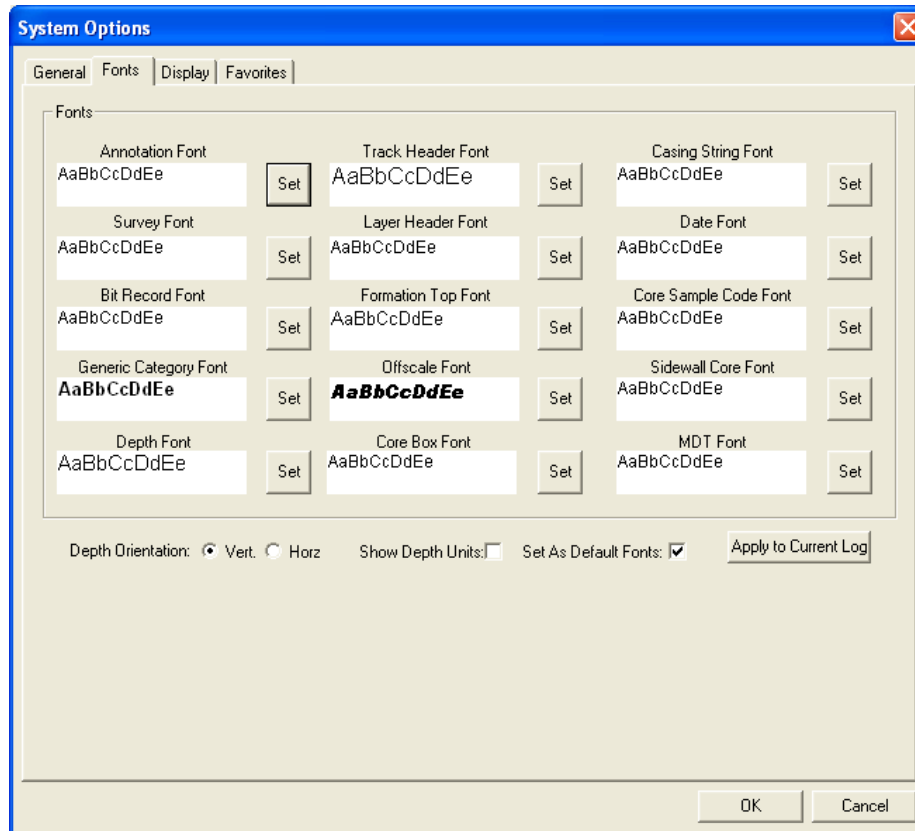 System Options
General Fonts Display Favorites
Fonts
Annotation Font Track Header Font Casing String Font
AaBbCcDdEe Set AaBbCcDdEe Set AaBbCcDdEe Set
Survey Font Layer Header Font Date Font
AaBbCcDdEe Set AaBbCcDdEe Set AaBbCcDdEe Set
Bit Record Font Formation Top Font Core Sample Code Font
AaBbCcDdEe Set AaBbCcDdEe Set AaBbCcDdEe Set
Generic Category Font Offscale Font Sidewall Core Font
AaBbCcDdEe Set AaBbCcDdEe Set AaBbCcDdEe Set
Depth Font Core Box Font MDT Font
AaBbCcDdEe Set AaBbCcDdEe Set AaBbCcDdEe Set
Depth Orientation: Vert. Horz Show Depth Units: Set As Default Fonts: Apply to Current Log
OK Cancel